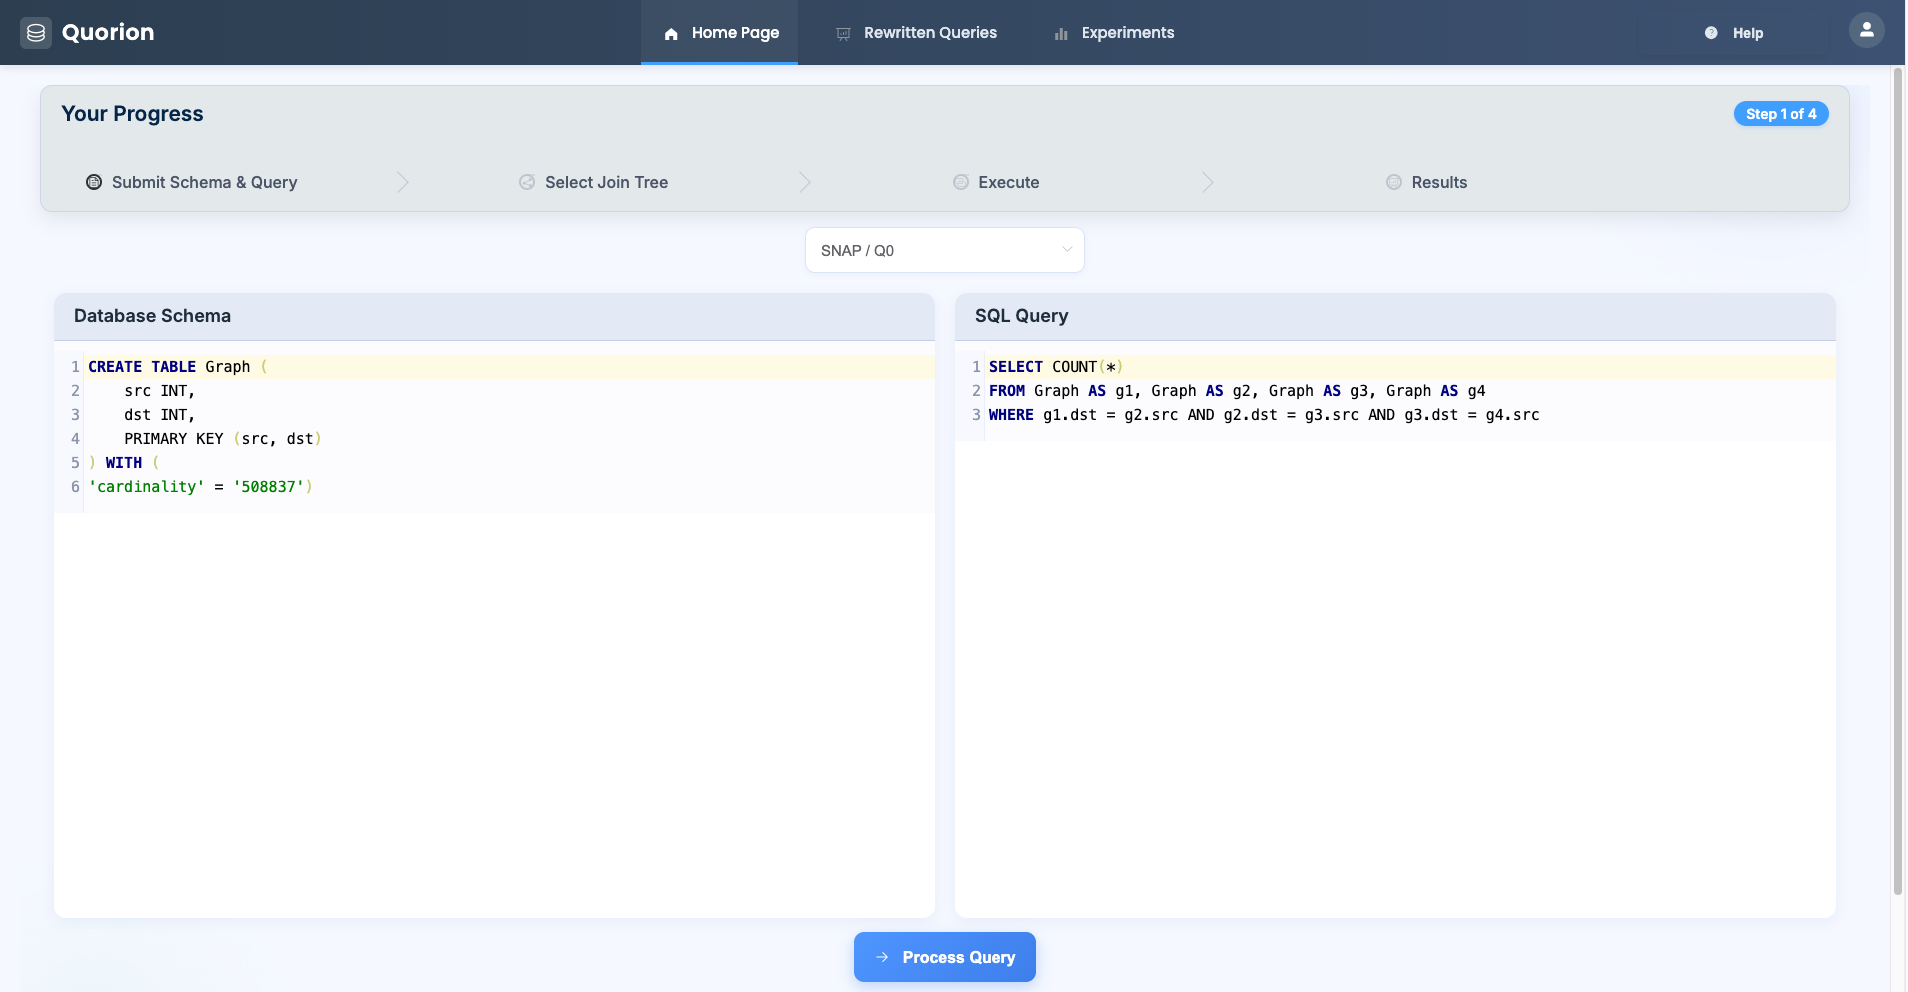 Quorion
Home Page
Rewritten Queries
Experiments
Help
Your Progress
Step 1 of 4
Submit Schema & Query
Select Join Tree
Execute
Results
SNAP / Q0
Database Schema
1 CREATE TABLE Graph (
2     src INT,
3     dst INT,
4     PRIMARY KEY (src, dst)
5 ) WITH (
6 'cardinality' = '508837')
SQL Query
1 SELECT COUNT(*)
2 FROM Graph AS g1, Graph AS g2, Graph AS g3, Graph AS g4
3 WHERE g1.dst = g2.src AND g2.dst = g3.src AND g3.dst = g4.src
Process Query